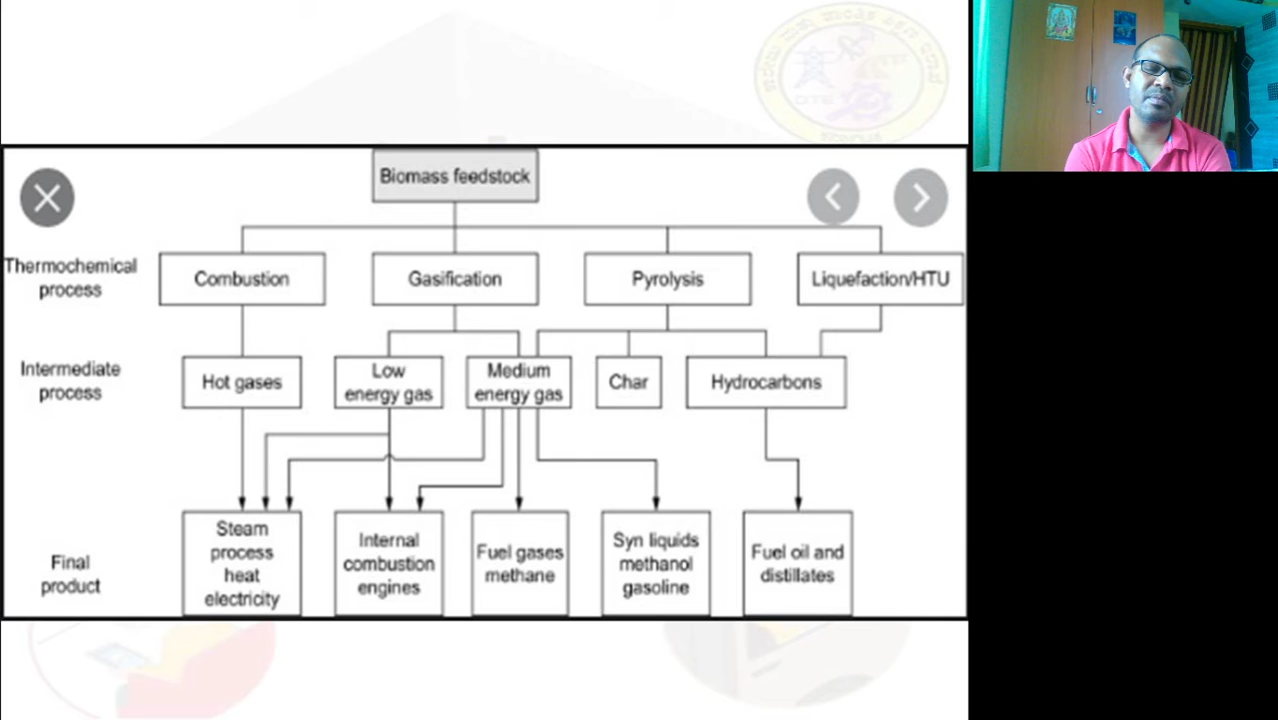 Biomass feedstock
Thermochemical
process
Combustion
Gasification
Pyrolysis
Liquefaction/HTU
Intermediate
process
Hot gases
Low
energy gas
Medium
energy gas
Char
Hydrocarbons
Final
product
Steam
process
heat
electricity
Internal
combustion
engines
Fuel gases
methane
Syn liquids
methanol
gasoline
Fuel oil and
distillates